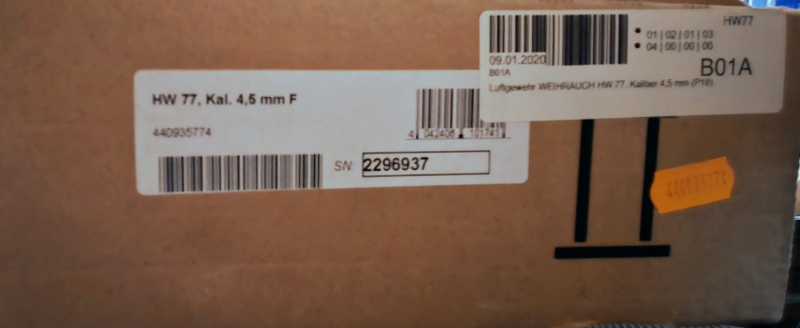 HW77
01 | 02 | 01 | 03
04 | 00 | 00 | 00
09.01.2020
B01A
B01A
Luftgewehr WEIHRAUCH HW 77, Kaliber 4,5 mm (P18)
HW 77, Kal. 4,5 mm F
440935774
4 042406 101741
SN: 2296937
440935774